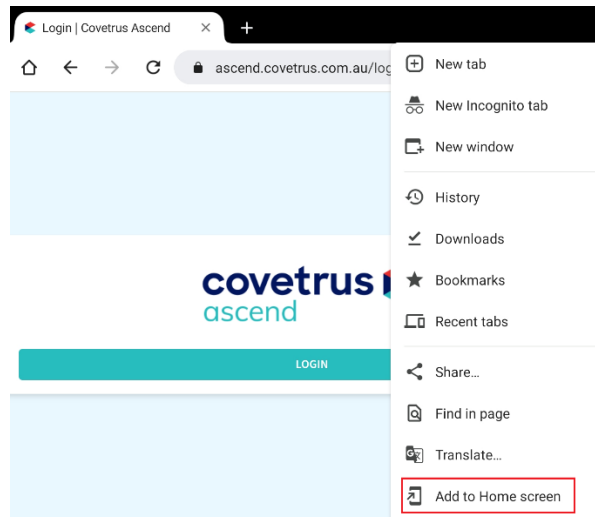 Login | Covetrus Ascend
ascend.covetrus.com.au/log
New tab
New Incognito tab
New window
History
Downloads
Bookmarks
Recent tabs
Share...
Find in page
Translate...
Add to Home screen
covetrus
ascend
LOGIN